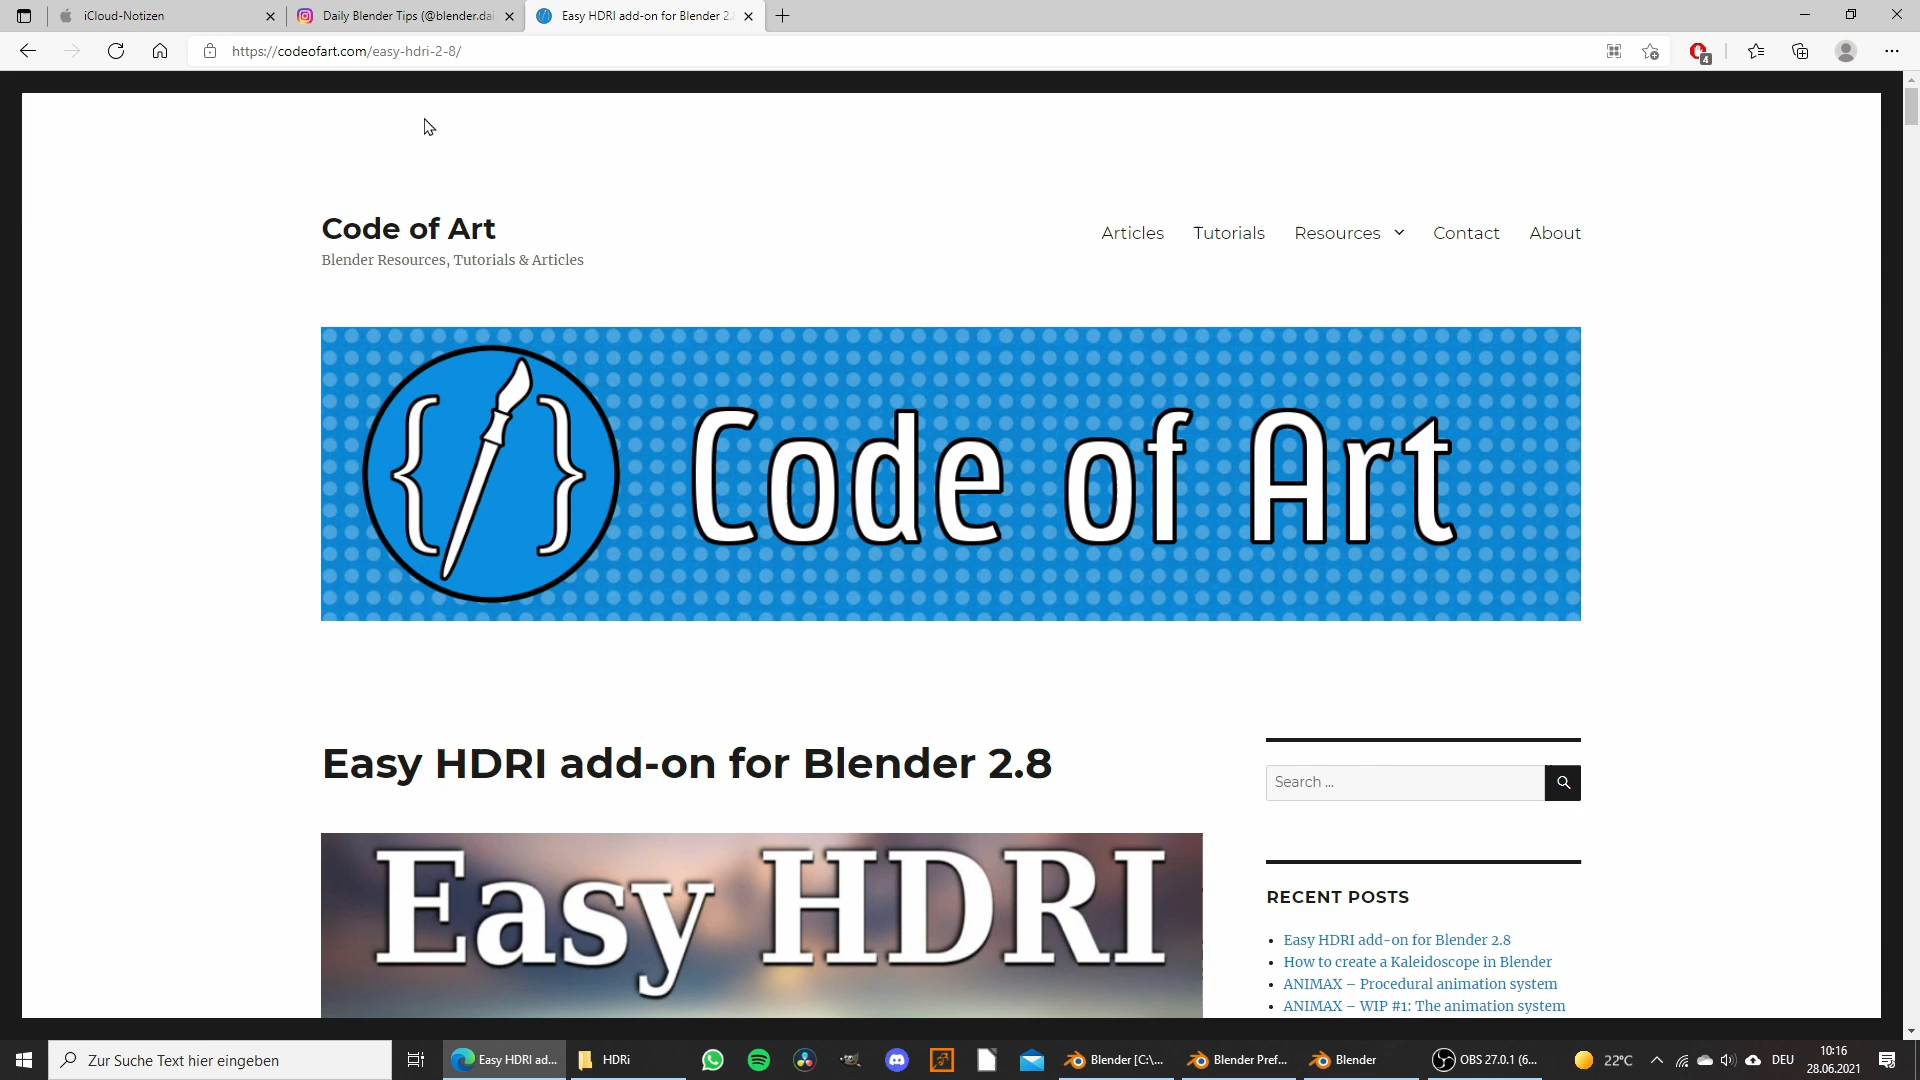 iCloud-Notizen
Daily Blender Tips (@blender.dai
Easy HDRI add-on for Blender 2.
https://codeofart.com/easy-hdri-2-8/
4
Code of Art
Blender Resources, Tutorials & Articles
Articles
Tutorials
Resources
Contact
About
{ } Code of Art
Easy HDRI add-on for Blender 2.8
Search ...
Easy HDRI
RECENT POSTS
Easy HDRI add-on for Blender 2.8
How to create a Kaleidoscope in Blender
ANIMAX – Procedural animation system
ANIMAX – WIP #1: The animation system
Zur Suche Text hier eingeben
Easy HDRI ad...
HDRi
Blender [C:\...
Blender Pref...
Blender
OBS 27.0.1 (6...
22°C
DEU
10:16
28.06.2021